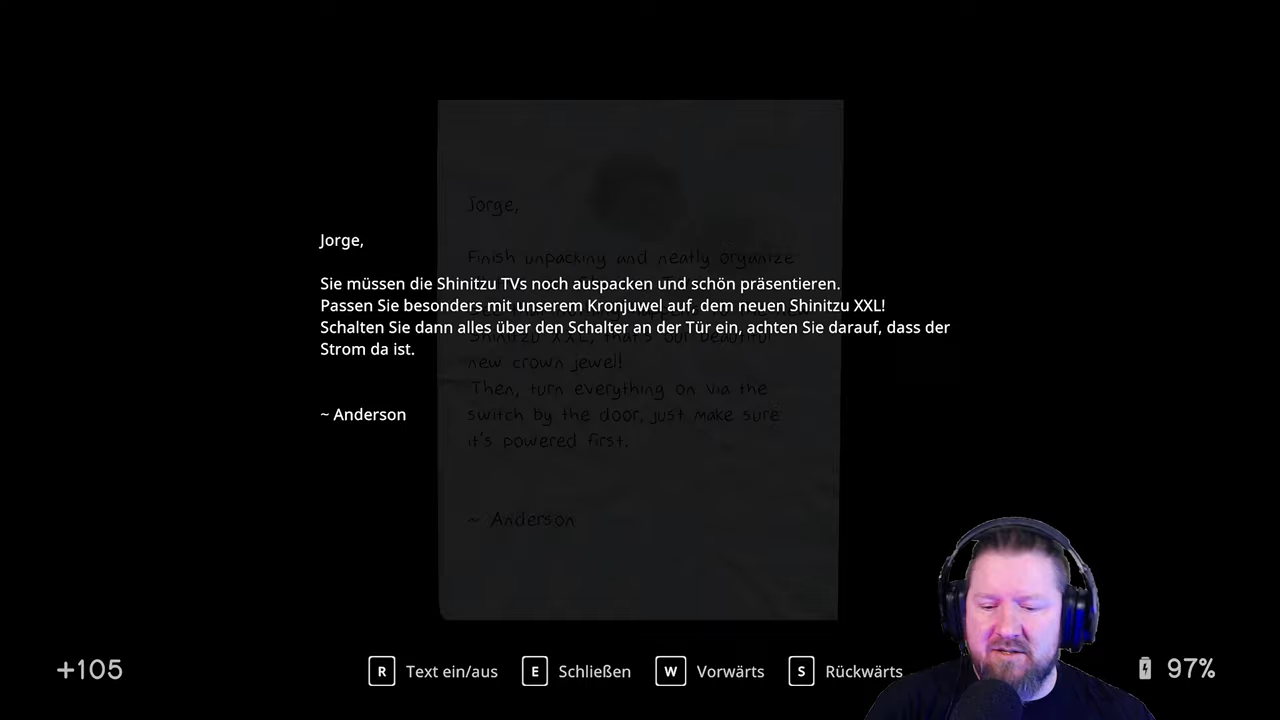 Jorge,
Finish unpacking and neatly organize
Jorge,
Sie müssen die Shinitzu TVs noch auspacken und schön präsentieren.
Passen Sie besonders mit unserem Kronjuwel auf, dem neuen Shinitzu XXL!
Schalten Sie dann alles über den Schalter an der Tür ein, achten Sie darauf, dass der
Strom da ist.
~ Anderson
Shinitzu XXL, that's our beautiful
new crown jewel!
Then, turn everything on via the
switch by the door, just make sure
it's powered first.
~ Anderson
+105
R Text ein/aus E Schließen W Vorwärts S Rückwärts
97%